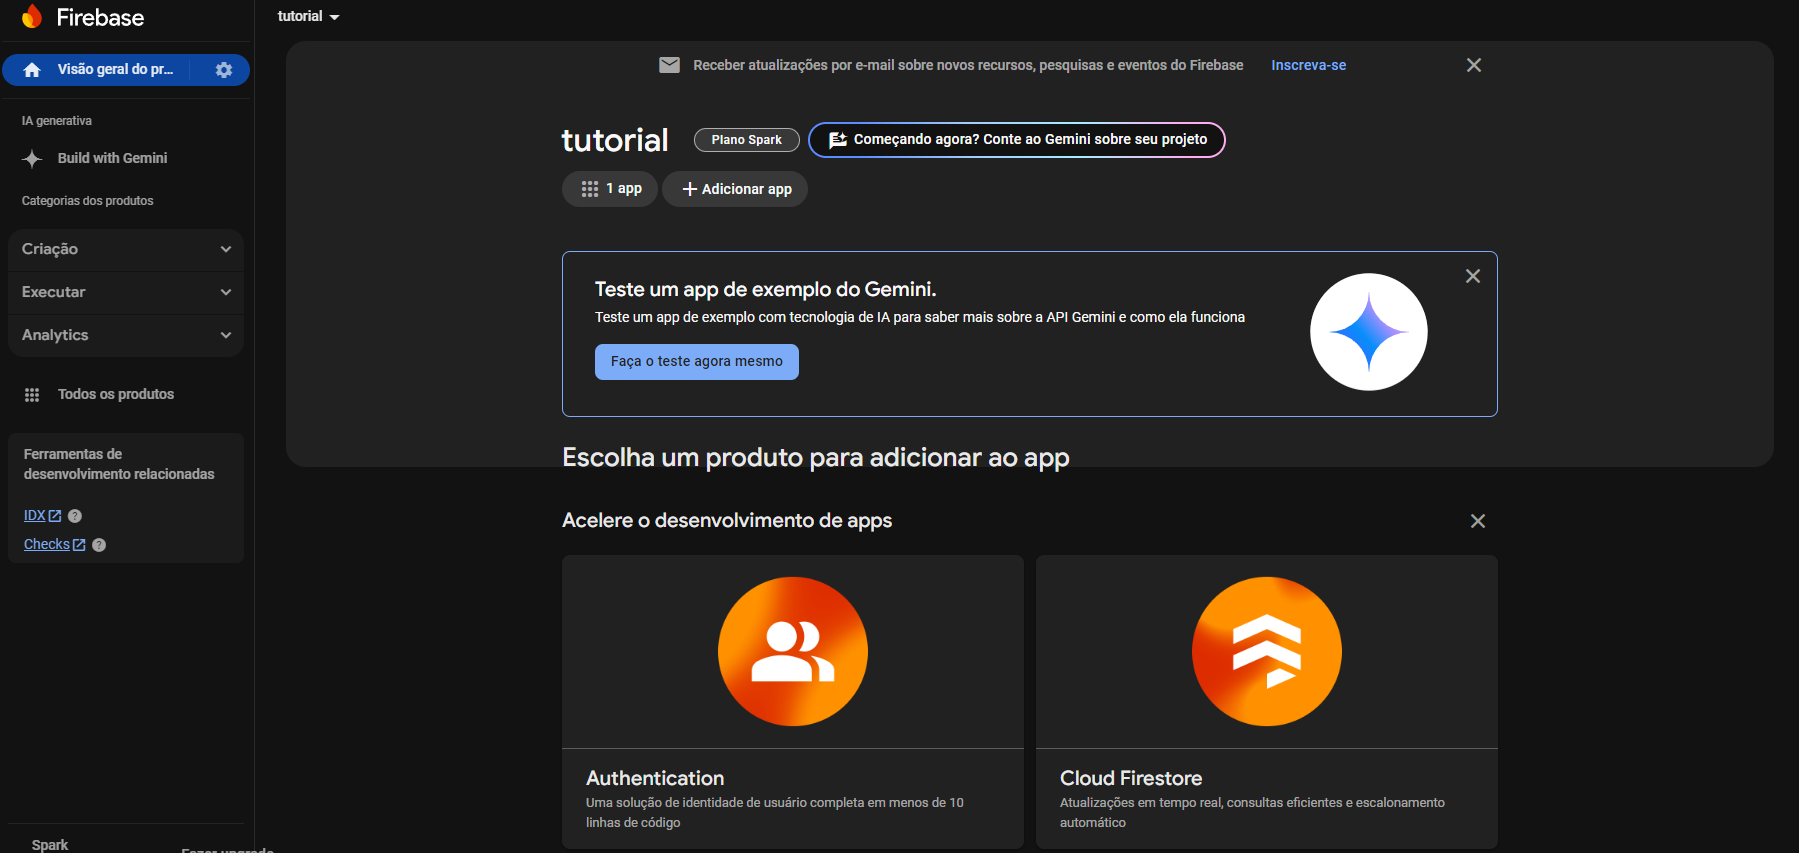 Firebase
tutorial
Visão geral do pr...
Receber atualizações por e-mail sobre novos recursos, pesquisas e eventos do Firebase Inscreva-se
IA generativa
Build with Gemini
Categorias dos produtos
Criação
Executar
Analytics
Todos os produtos
Ferramentas de
desenvolvimento relacionadas
IDX
Checks
Spark
Fazer upgrade
tutorial
Plano Spark
Começando agora? Conte ao Gemini sobre seu projeto
1 app
Adicionar app
Teste um app de exemplo do Gemini.
Teste um app de exemplo com tecnologia de IA para saber mais sobre a API Gemini e como ela funciona
Faça o teste agora mesmo
Escolha um produto para adicionar ao app
Acelere o desenvolvimento de apps
Authentication
Uma solução de identidade de usuário completa em menos de 10
linhas de código
Cloud Firestore
Atualizações em tempo real, consultas eficientes e escalonamento
automático